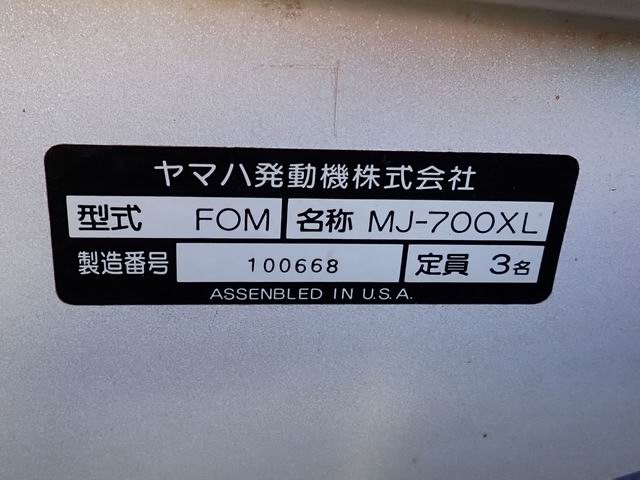 ヤマハ発動機株式会社
型式 FOM 名称 MJ-700XL
製造番号 100668 定員 3名
ASSENBLED IN U.S.A.